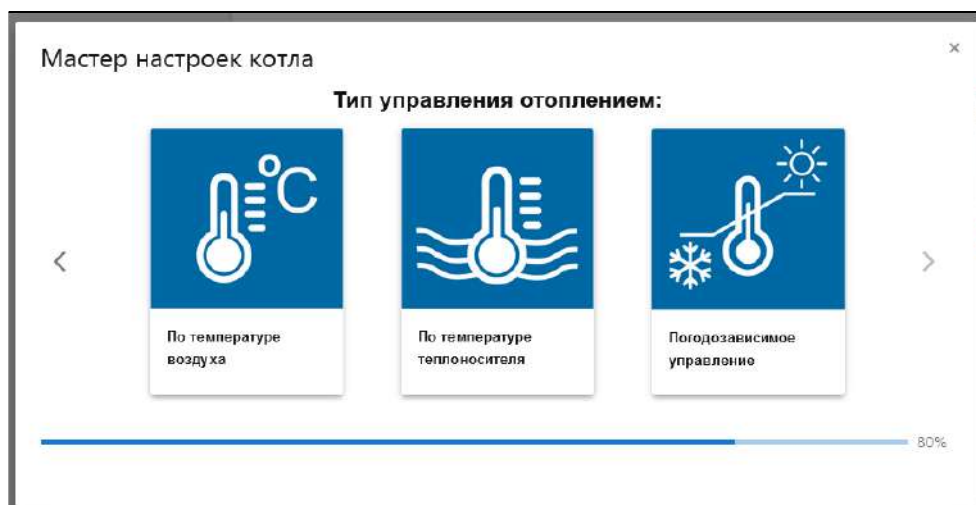 Мастер настроек котла
×
Тип управления отоплением:
°C
По температуре
воздуха
По температуре
теплоносителя
Погодозависимое
управление
80%